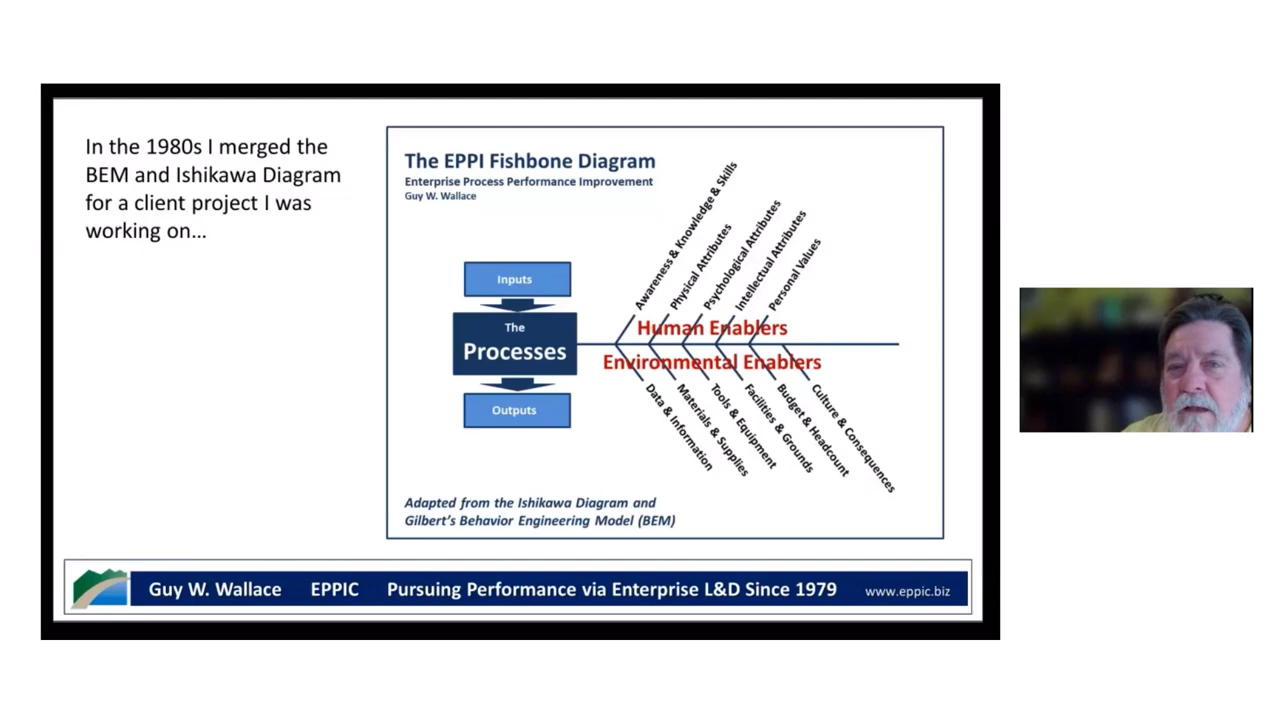 In the 1980s I merged the
BEM and Ishikawa Diagram
for a client project I was
working on…
The EPPI Fishbone Diagram
Enterprise Process Performance Improvement
Guy W. Wallace
Awareness & Knowledge & Skills
Physical Attributes
Psychological Attributes
Intellectual Attributes
Personal Values
Inputs
The
Processes
Outputs
Human Enablers
Environmental Enablers
Data & Information
Materials & Supplies
Tools & Equipment
Facilities & Grounds
Budget & Headcount
Culture & Consequences
Adapted from the Ishikawa Diagram and
Gilbert’s Behavior Engineering Model (BEM)
Guy W. Wallace EPPIC Pursuing Performance via Enterprise L&D Since 1979 www.eppic.biz